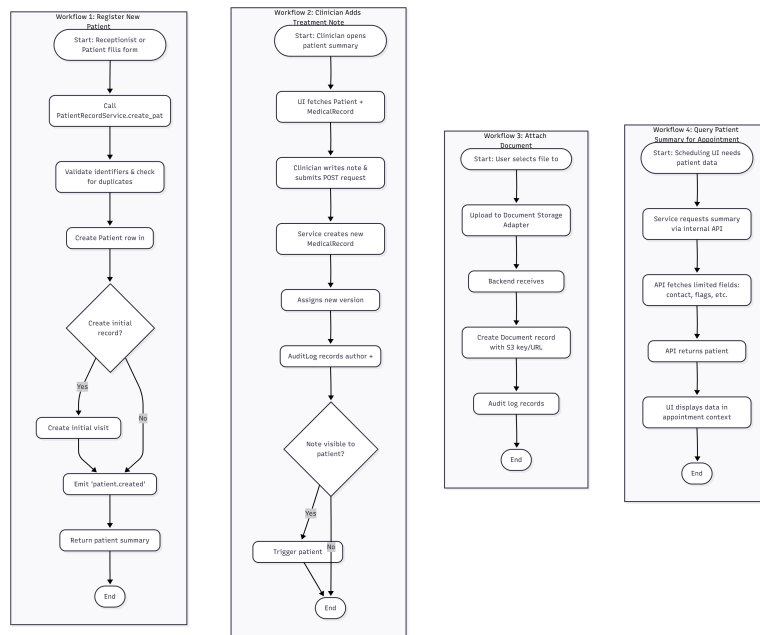 Workflow 1: Register New
Patient
Start: Receptionist or
Patient fills form
Call
PatientRecordService.create_pat
Validate identifiers & check
for duplicates
Create Patient row in
Create initial
record?
Yes
No
Create initial visit
Emit 'patient.created'
Return patient summary
End
Workflow 2: Clinician Adds
Treatment Note
Start: Clinician opens
patient summary
UI fetches Patient +
MedicalRecord
Clinician writes note &
submits POST request
Service creates new
MedicalRecord
Assigns new version
AuditLog records author +
Note visible to
patient?
Yes
Trigger patient
No
End
Workflow 3: Attach
Document
Start: User selects file to
Upload to Document Storage
Adapter
Backend receives
Create Document record
with S3 key/URL
Audit log records
End
Workflow 4: Query Patient
Summary for Appointment
Start: Scheduling UI needs
patient data
Service requests summary
via internal API
API fetches limited fields:
contact, flags, etc.
API returns patient
UI displays data in
appointment context
End